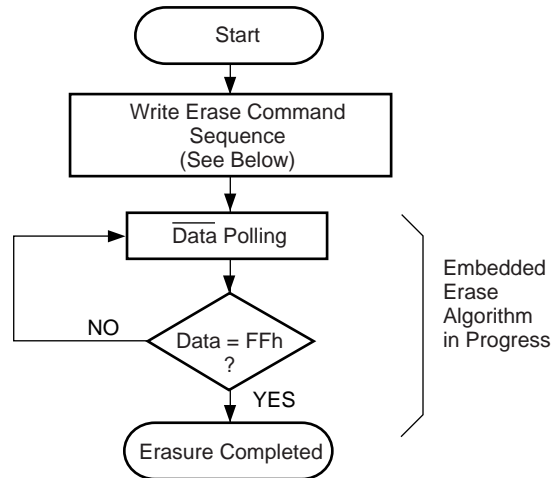 Start
Write Erase Command
Sequence
(See Below)
Data Polling
Data = FFh
?
NO
YES
Erasure Completed
Embedded
Erase
Algorithm
in Progress